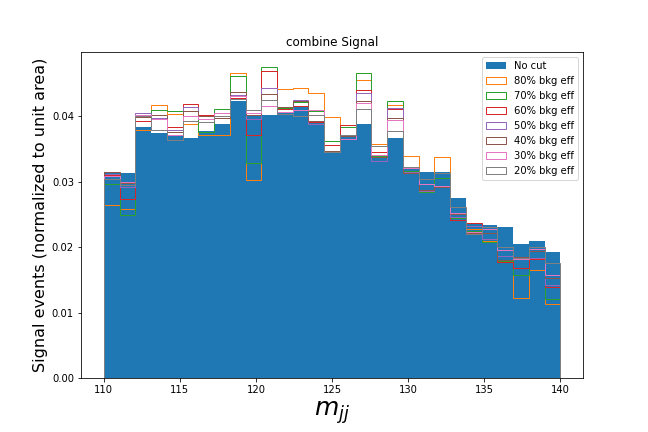 combine Signal
Signal events (normalized to unit area)
0.04
0.03
0.02
0.01
0.00
No cut
80% bkg eff
70% bkg eff
60% bkg eff
50% bkg eff
40% bkg eff
30% bkg eff
20% bkg eff
110 115 120 125 130 135 140
m_{jj}